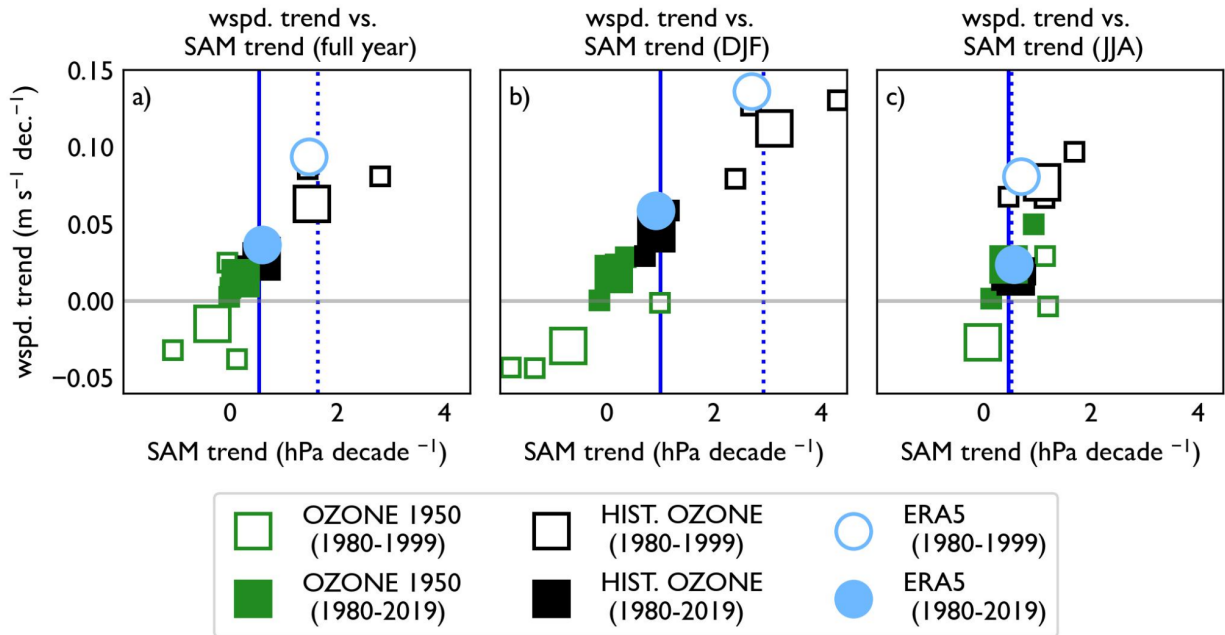 wspd. trend vs.
SAM trend (full year)
wspd. trend vs.
SAM trend (DJF)
wspd. trend vs.
SAM trend (JJA)
wspd. trend (m s⁻¹ dec.⁻¹)
0.15
0.10
0.05
0.00
−0.05
a)
b)
c)
0 2 4
0 2 4
0 2 4
SAM trend (hPa decade ⁻¹)
SAM trend (hPa decade ⁻¹)
SAM trend (hPa decade ⁻¹)
OZONE 1950
(1980-1999)
HIST. OZONE
(1980-1999)
ERA5
(1980-1999)
OZONE 1950
(1980-2019)
HIST. OZONE
(1980-2019)
ERA5
(1980-2019)